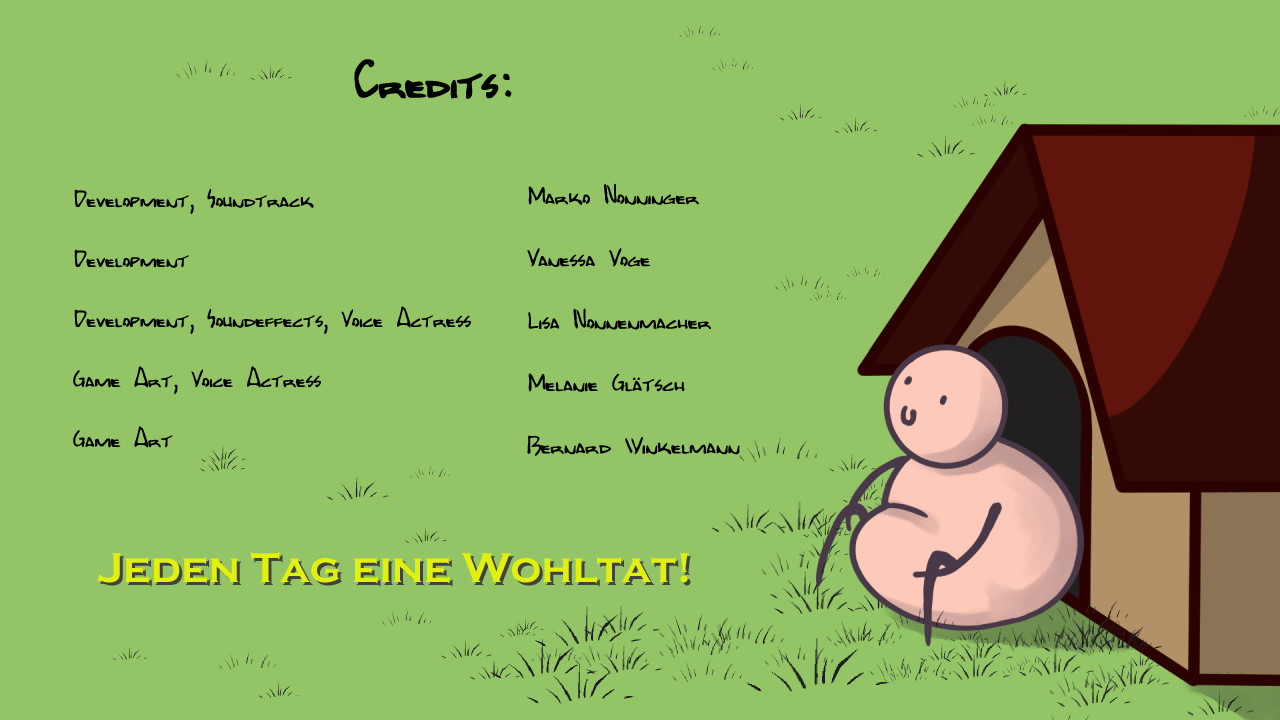 Credits:
Development, Soundtrack Marko Nonninger
Development Vanessa Voge
Development, Soundeffects, Voice Actress Lisa Nonnenmacher
Game Art, Voice Actress Melanie Glätsch
Game Art Bernard Winkelmann
Jeden Tag eine Wohltat!